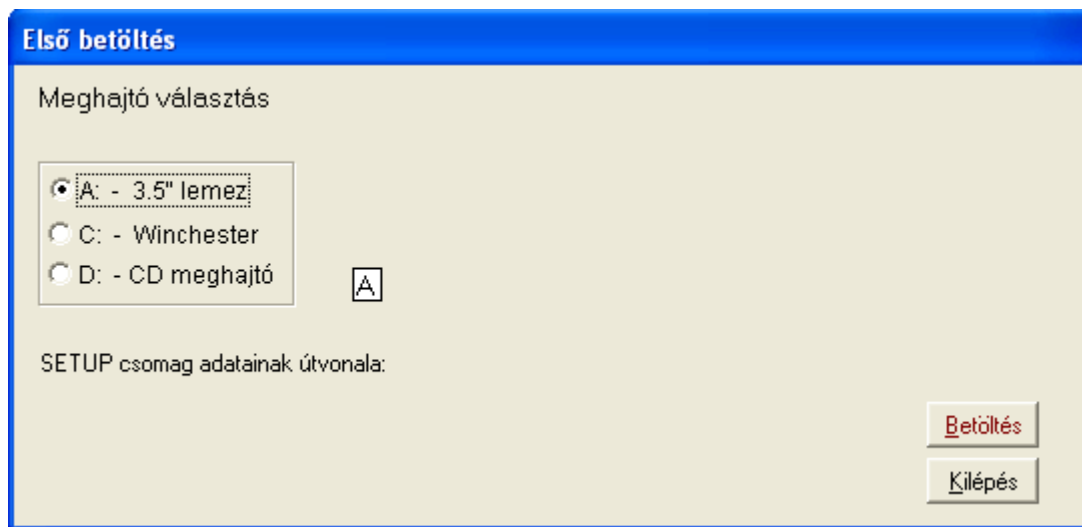 Első betöltés
Meghajtó választás
A: - 3.5" lemez
C: - Winchester
D: - CD meghajtó
A
SETUP csomag adatainak útvonala:
Betöltés
Kilépés